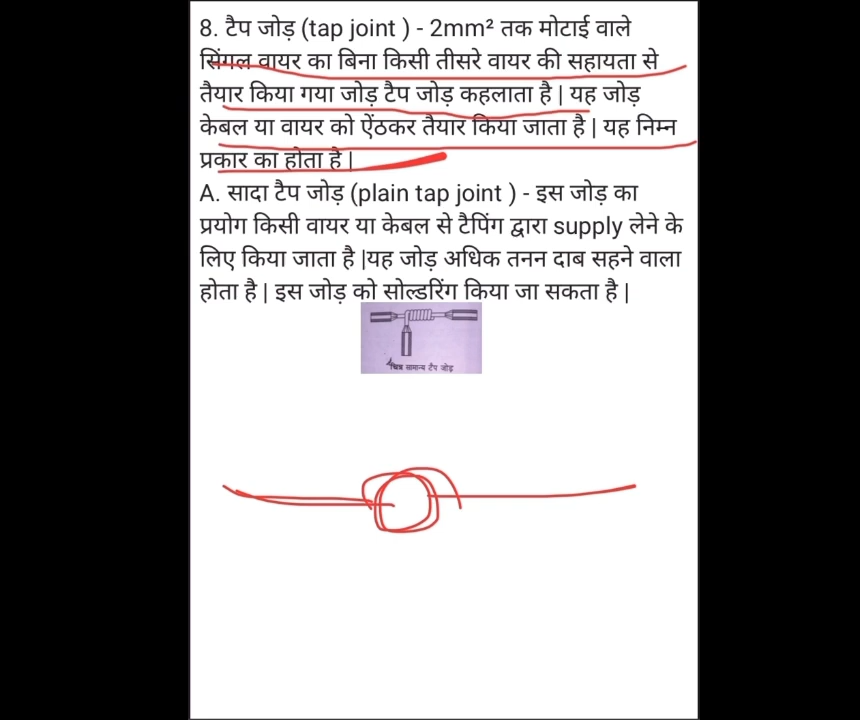 8. टैप जोड़ (tap joint ) - 2mm² तक मोटाई वाले
सिंगल वायर का बिना किसी तीसरे वायर की सहायता से
तैयार किया गया जोड़ टैप जोड़ कहलाता है | यह जोड़
केबल या वायर को ऐंठकर तैयार किया जाता है | यह निम्न
प्रकार का होता है |
A. सादा टैप जोड़ (plain tap joint ) - इस जोड़ का
प्रयोग किसी वायर या केबल से टैपिंग द्वारा supply लेने के
लिए किया जाता है |यह जोड़ अधिक तनन दाब सहने वाला
होता है | इस जोड़ को सोल्डरिंग किया जा सकता है |
चित्र सामान्य टैप जोड़